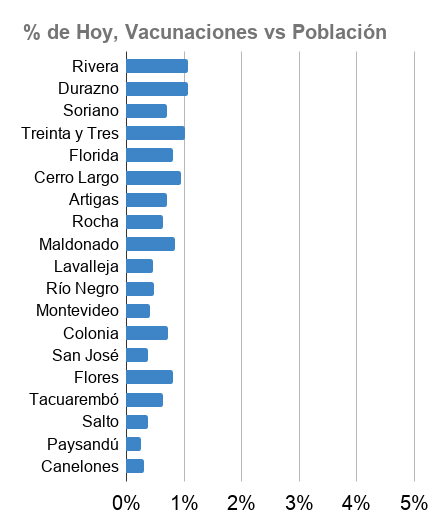 % de Hoy, Vacunaciones vs Población
Rivera
Durazno
Soriano
Treinta y Tres
Florida
Cerro Largo
Artigas
Rocha
Maldonado
Lavalleja
Río Negro
Montevideo
Colonia
San José
Flores
Tacuarembó
Salto
Paysandú
Canelones
0% 1% 2% 3% 4% 5%